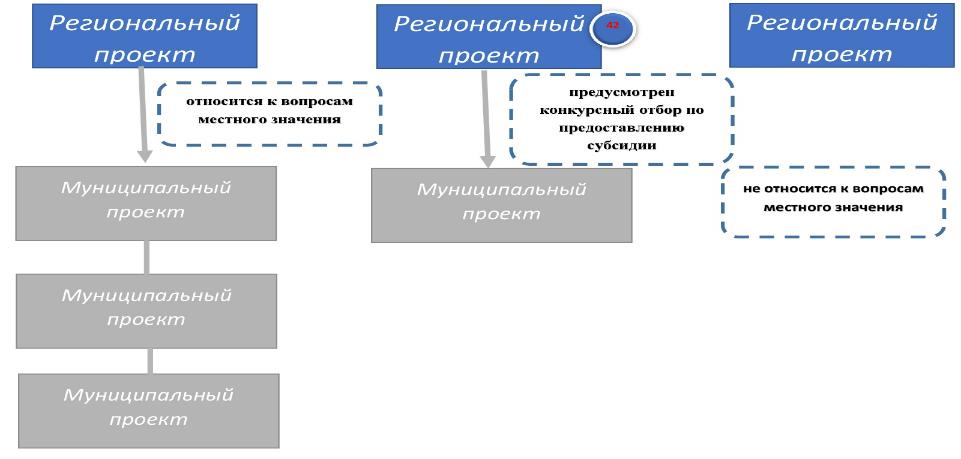 Региональный
проект
относится к вопросам
местного значения
Муниципальный
проект
Муниципальный
проект
Муниципальный
проект
Региональный
проект
42
предусмотрен
конкурсный отбор по
предоставлению
субсидии
Муниципальный
проект
Региональный
проект
не относится к вопросам
местного значения